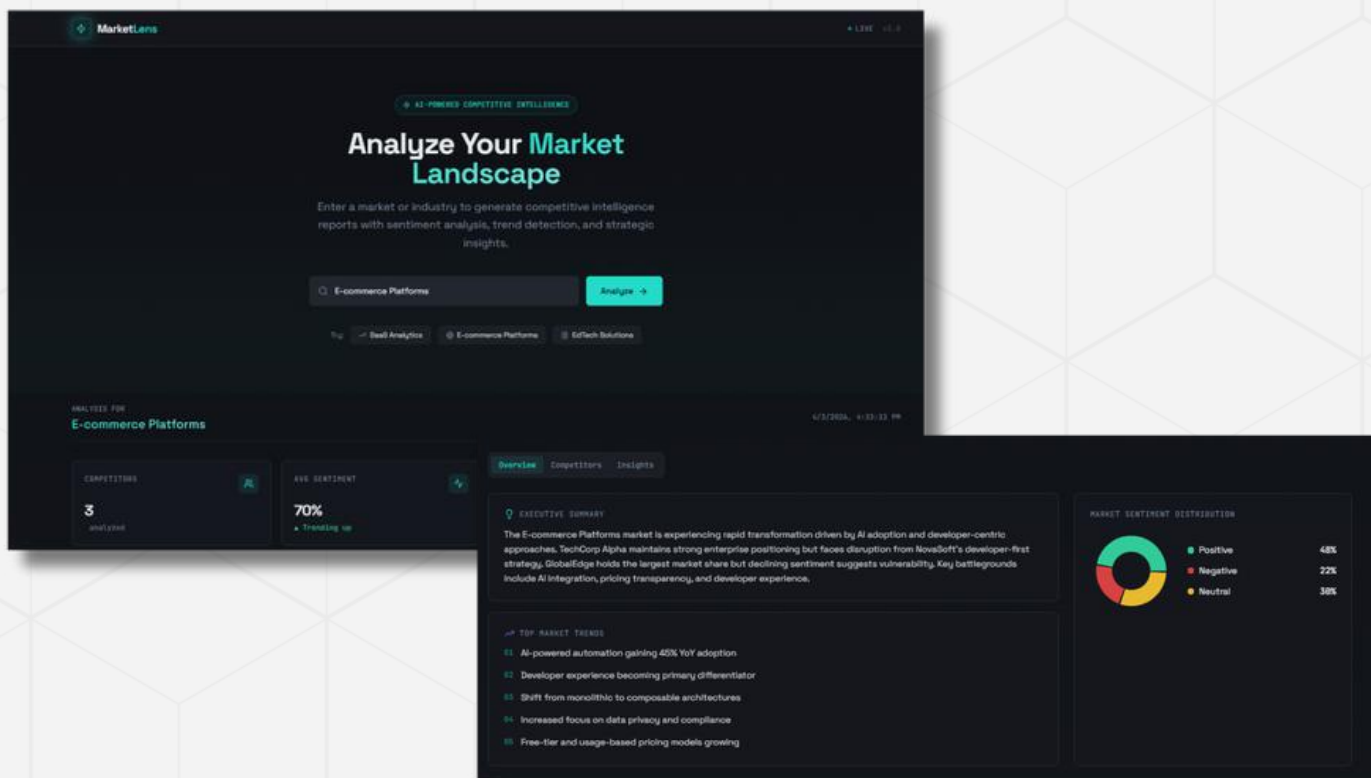 MarketLens
LIVE
AI-POWERED COMPETITIVE INTELLIGENCE
Analyze Your Market
Landscape
Enter a market or industry to generate competitive intelligence
reports with sentiment analysis, trend detection, and strategic
insights.
E-commerce Platforms
Analyze →
Try: SaaS Analytics E-commerce Platforms EdTech Solutions
ANALYSIS FOR
E-commerce Platforms
COMPETITORS
3
analyzed
AVG SENTIMENT
70%
▲ Trending up
Overview Competitors Insights
EXECUTIVE SUMMARY
The E-commerce Platforms market is experiencing rapid transformation driven by AI adoption and developer-centric
approaches. TechCorp Alpha maintains strong enterprise positioning but faces disruption from NovaSoft's developer-first
strategy. GlobalEdge holds the largest market share but declining sentiment suggests vulnerability. Key battlegrounds
include AI integration, pricing transparency, and developer experience.
TOP MARKET TRENDS
01 AI-powered automation gaining 45% YoY adoption
02 Developer experience becoming primary differentiator
03 Shift from monolithic to composable architectures
04 Increased focus on data privacy and compliance
05 Free-tier and usage-based pricing models growing
MARKET SENTIMENT DISTRIBUTION
Positive 48%
Negative 22%
Neutral 30%